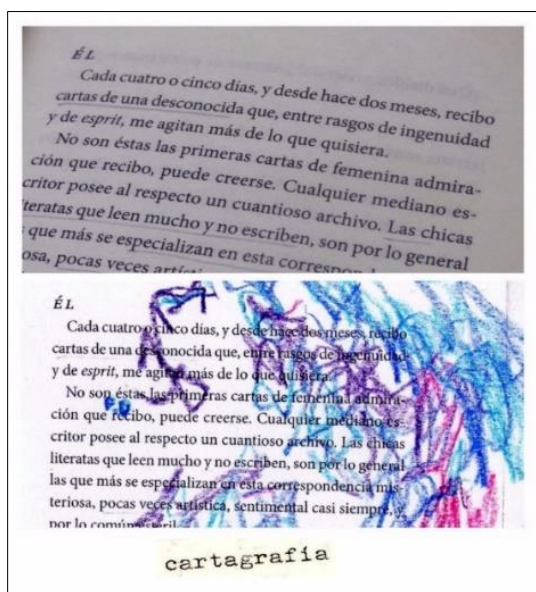 ÉL
Cada cuatro o cinco días, y desde hace dos meses, recibo
cartas de una desconocida que, entre rasgos de ingenuidad
y de esprit, me agitan más de lo que quisiera.
No son éstas las primeras cartas de femenina admira-
ción que recibo, puede creerse. Cualquier mediano es-
critor posee al respecto un cuantioso archivo. Las chicas
literatas que leen mucho y no escriben, son por lo general
que más se especializan en esta correspon
osa, pocas veces artís
ÉL
Cada cuatro o cinco días, y desde hace dos meses, recibo
cartas de una desconocida que, entre rasgos de ingenuidad
y de esprit, me agitan más de lo que quisiera.
No son éstas las primeras cartas de femenina admira-
ción que recibo, puede creerse. Cualquier mediano es-
critor posee al respecto un cuantioso archivo. Las chicas
literatas que leen mucho y no escriben, son por lo general
las que más se especializan en esta correspondencia mis-
teriosa, pocas veces artística, sentimental casi siempre, y
por lo común
cartagrafía